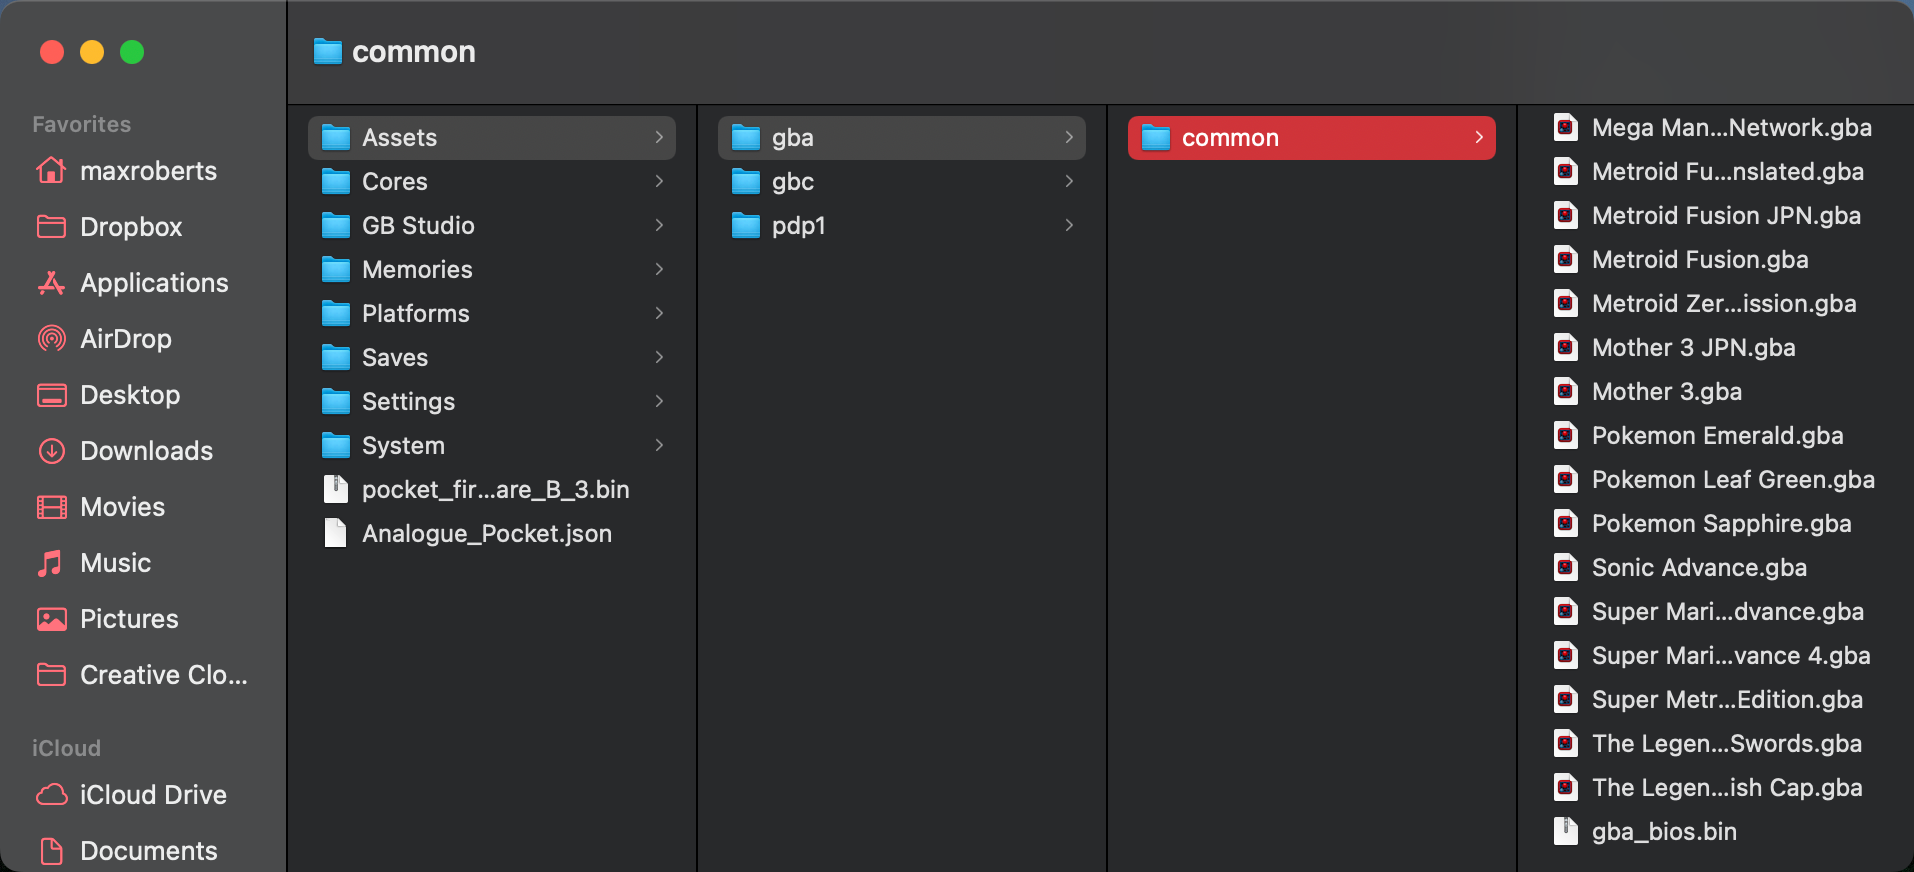 common
Favorites
maxroberts
Dropbox
Applications
AirDrop
Desktop
Downloads
Movies
Music
Pictures
Creative Clo...
iCloud
iCloud Drive
Documents
Assets
Cores
GB Studio
Memories
Platforms
Saves
Settings
System
pocket_fir...are_B_3.bin
Analogue_Pocket.json
gba
gbc
pdp1
common
Mega Man...Network.gba
Metroid Fu...nslated.gba
Metroid Fusion JPN.gba
Metroid Fusion.gba
Metroid Zer...ission.gba
Mother 3 JPN.gba
Mother 3.gba
Pokemon Emerald.gba
Pokemon Leaf Green.gba
Pokemon Sapphire.gba
Sonic Advance.gba
Super Mari...dvance.gba
Super Mari...vance 4.gba
Super Metr...Edition.gba
The Legen...Swords.gba
The Legen...ish Cap.gba
gba_bios.bin